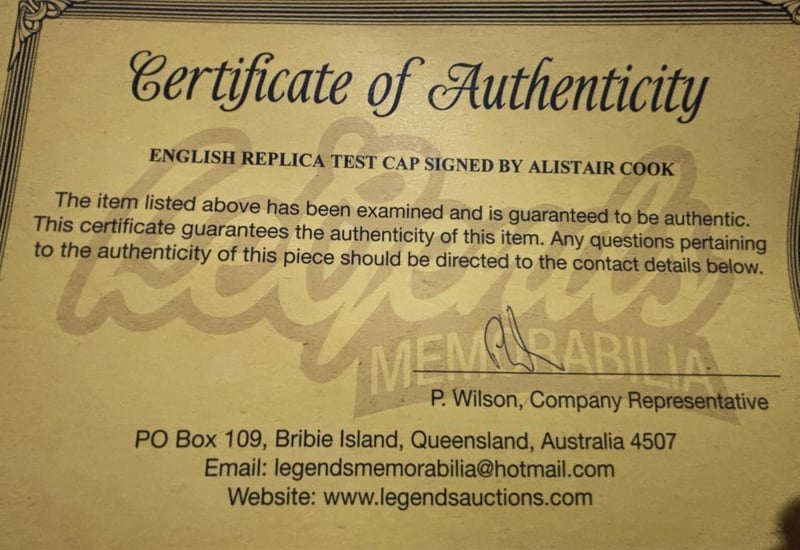 Certificate of Authenticity
ENGLISH REPLICA TEST CAP SIGNED BY ALISTAIR COOK
The item listed above has been examined and is guaranteed to be authentic.
This certificate guarantees the authenticity of this item. Any questions pertaining
to the authenticity of this piece should be directed to the contact details below.
Legends
MEMORABILIA
P. Wilson, Company Representative
PO Box 109, Bribie Island, Queensland, Australia 4507
Email: legendsmemorabilia@hotmail.com
Website: www.legendsauctions.com